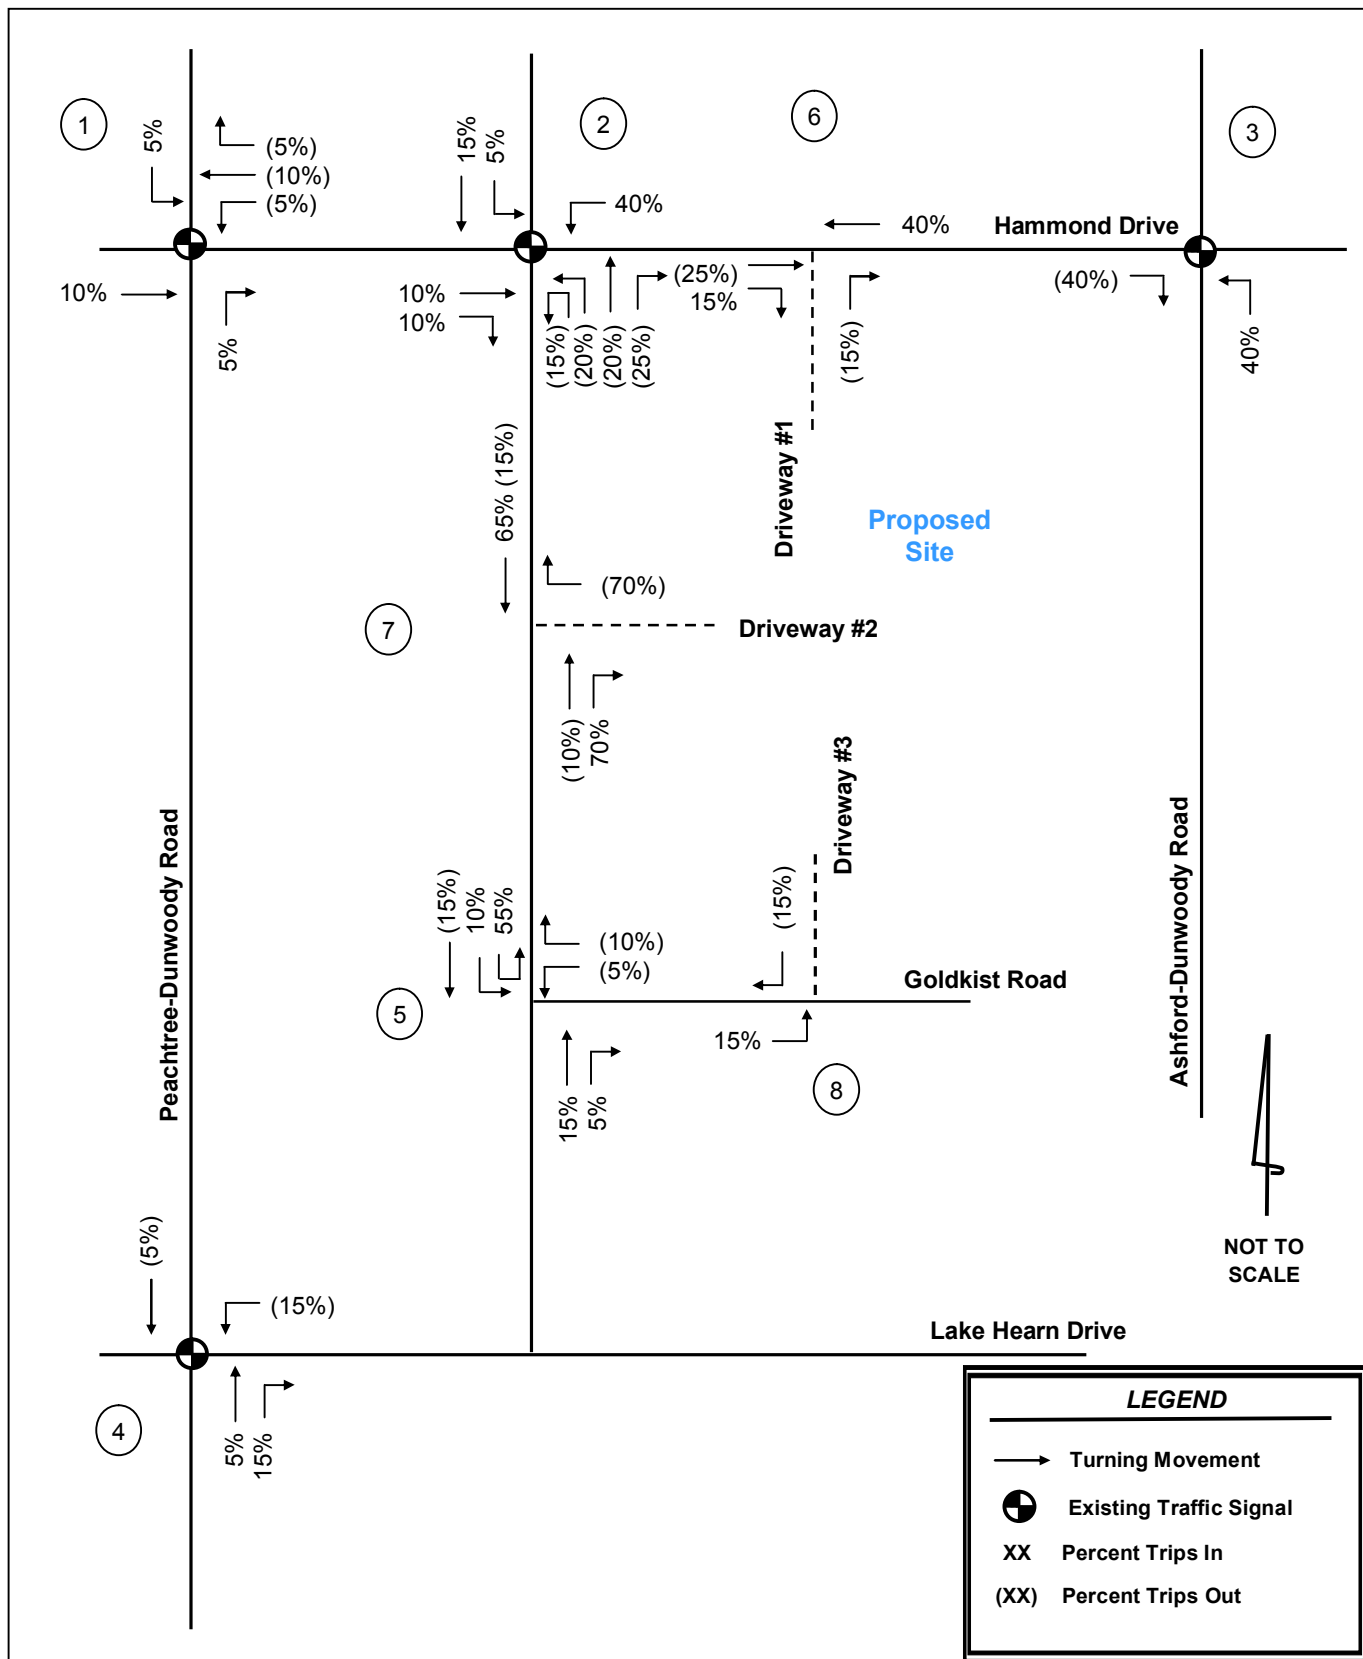 1
5%
(5%)
(10%)
(5%)
15%
5%
2
6
3
40%
40%
Hammond Drive
10%
5%
10%
10%
(15%)
(20%)
(20%)
(25%)
(25%)
15%
(15%)
(40%)
40%
65% (15%)
Driveway #1
Proposed
Site
(70%)
7
Driveway #2
(10%)
70%
Driveway #3
Peachtree-Dunwoody Road
Ashford-Dunwoody Road
(15%)
10%
55%
(10%)
(5%)
(15%)
Goldkist Road
5
15%
15%
5%
8
NOT TO
SCALE
(5%)
(15%)
Lake Hearn Drive
4
5%
15%
LEGEND
Turning Movement
Existing Traffic Signal
XX Percent Trips In
(XX) Percent Trips Out